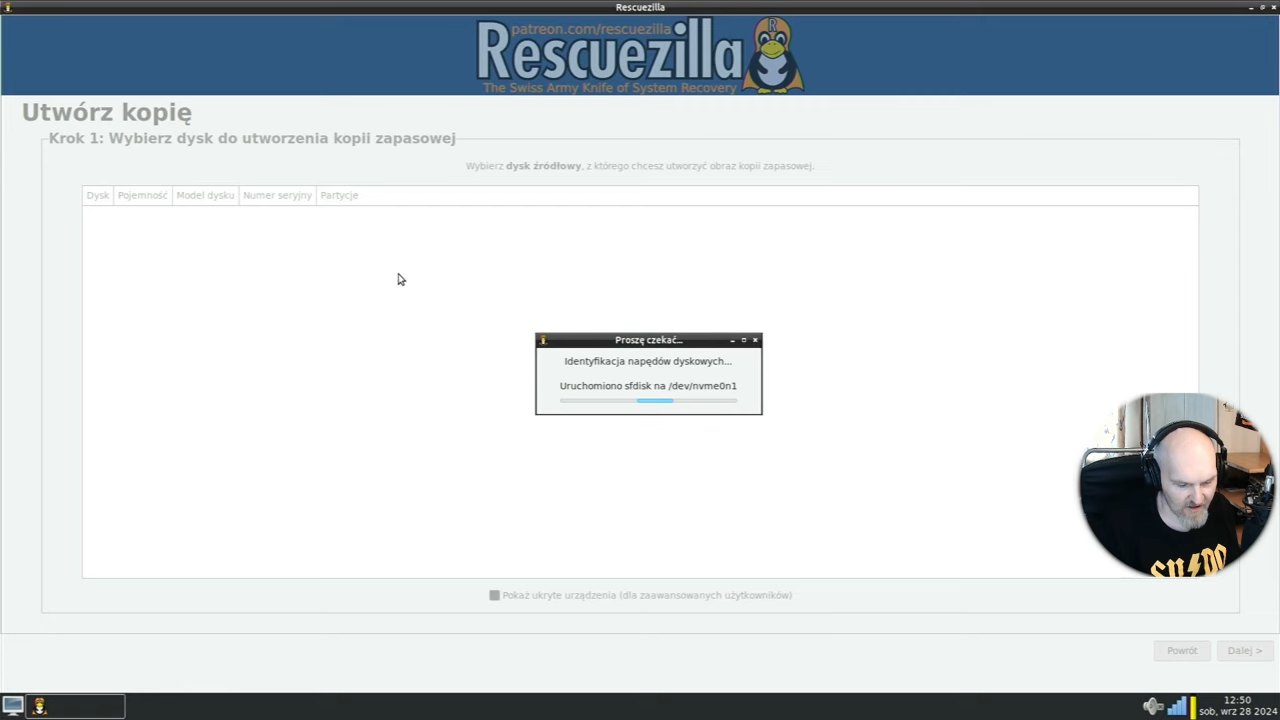 Rescuezilla
patreon.com/rescuezilla
Rescuezilla
R
The Swiss Army Knife of System Recovery
Utwórz kopię
Krok 1: Wybierz dysk do utworzenia kopii zapasowej
Wybierz dysk źródłowy, z którego chcesz utworzyć obraz kopii zapasowej.
Dysk Pojemność Model dysku Numer seryjny Partycje
Proszę czekać...
Identyfikacja napędów dyskowych...
Uruchomiono sfdisk na /dev/nvme0n1
Pokaż ukryte urządzenia (dla zaawansowanych użytkowników)
Powrót Dalej >
12:50
sob, wrz 28 2024